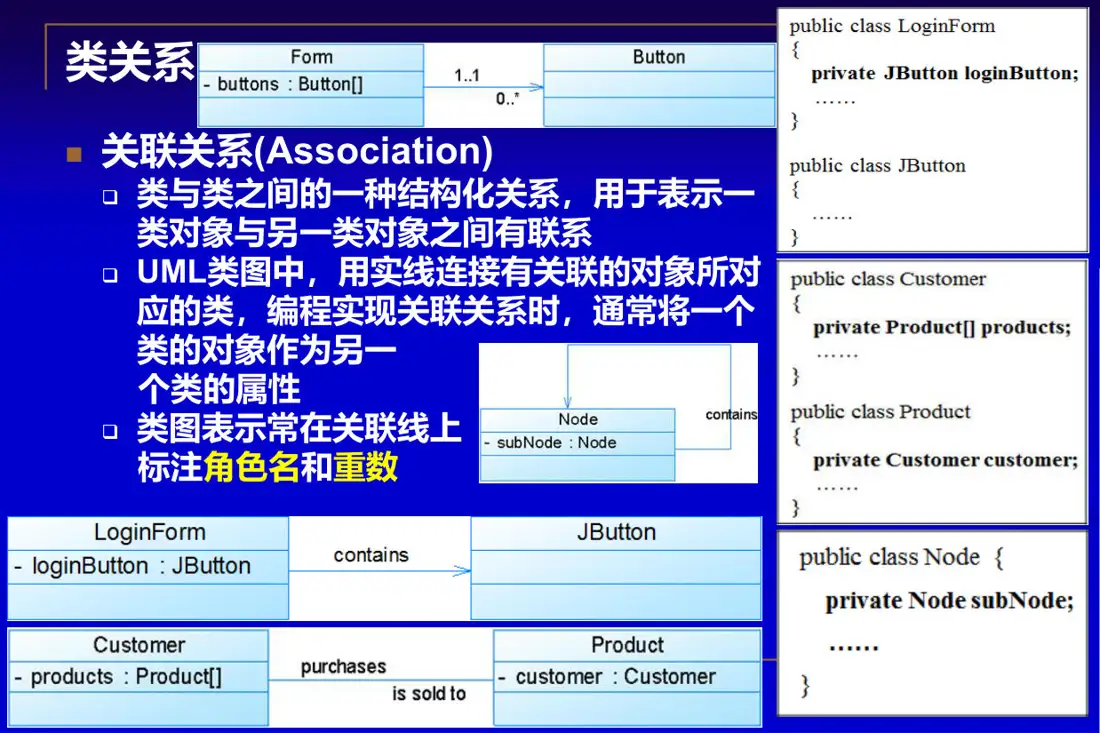 类关系
Form
- buttons : Button[]
1..1
0..*
Button
关联关系(Association)
类与类之间的一种结构化关系，用于表示一
类对象与另一类对象之间有联系
UML类图中，用实线连接有关联的对象所对
应的类，编程实现关联关系时，通常将一个
类的对象作为另一
个类的属性
类图表示常在关联线上
标注角色名和重数
Node
- subNode : Node
contains
LoginForm
- loginButton : JButton
contains
JButton
Customer
- products : Product[]
purchases
is sold to
Product
- customer : Customer
public class LoginForm
{
private JButton loginButton;
……
}
public class JButton
{
……
}
public class Customer
{
private Product[] products;
……
}
public class Product
{
private Customer customer;
……
}
public class Node {
private Node subNode;
……
}